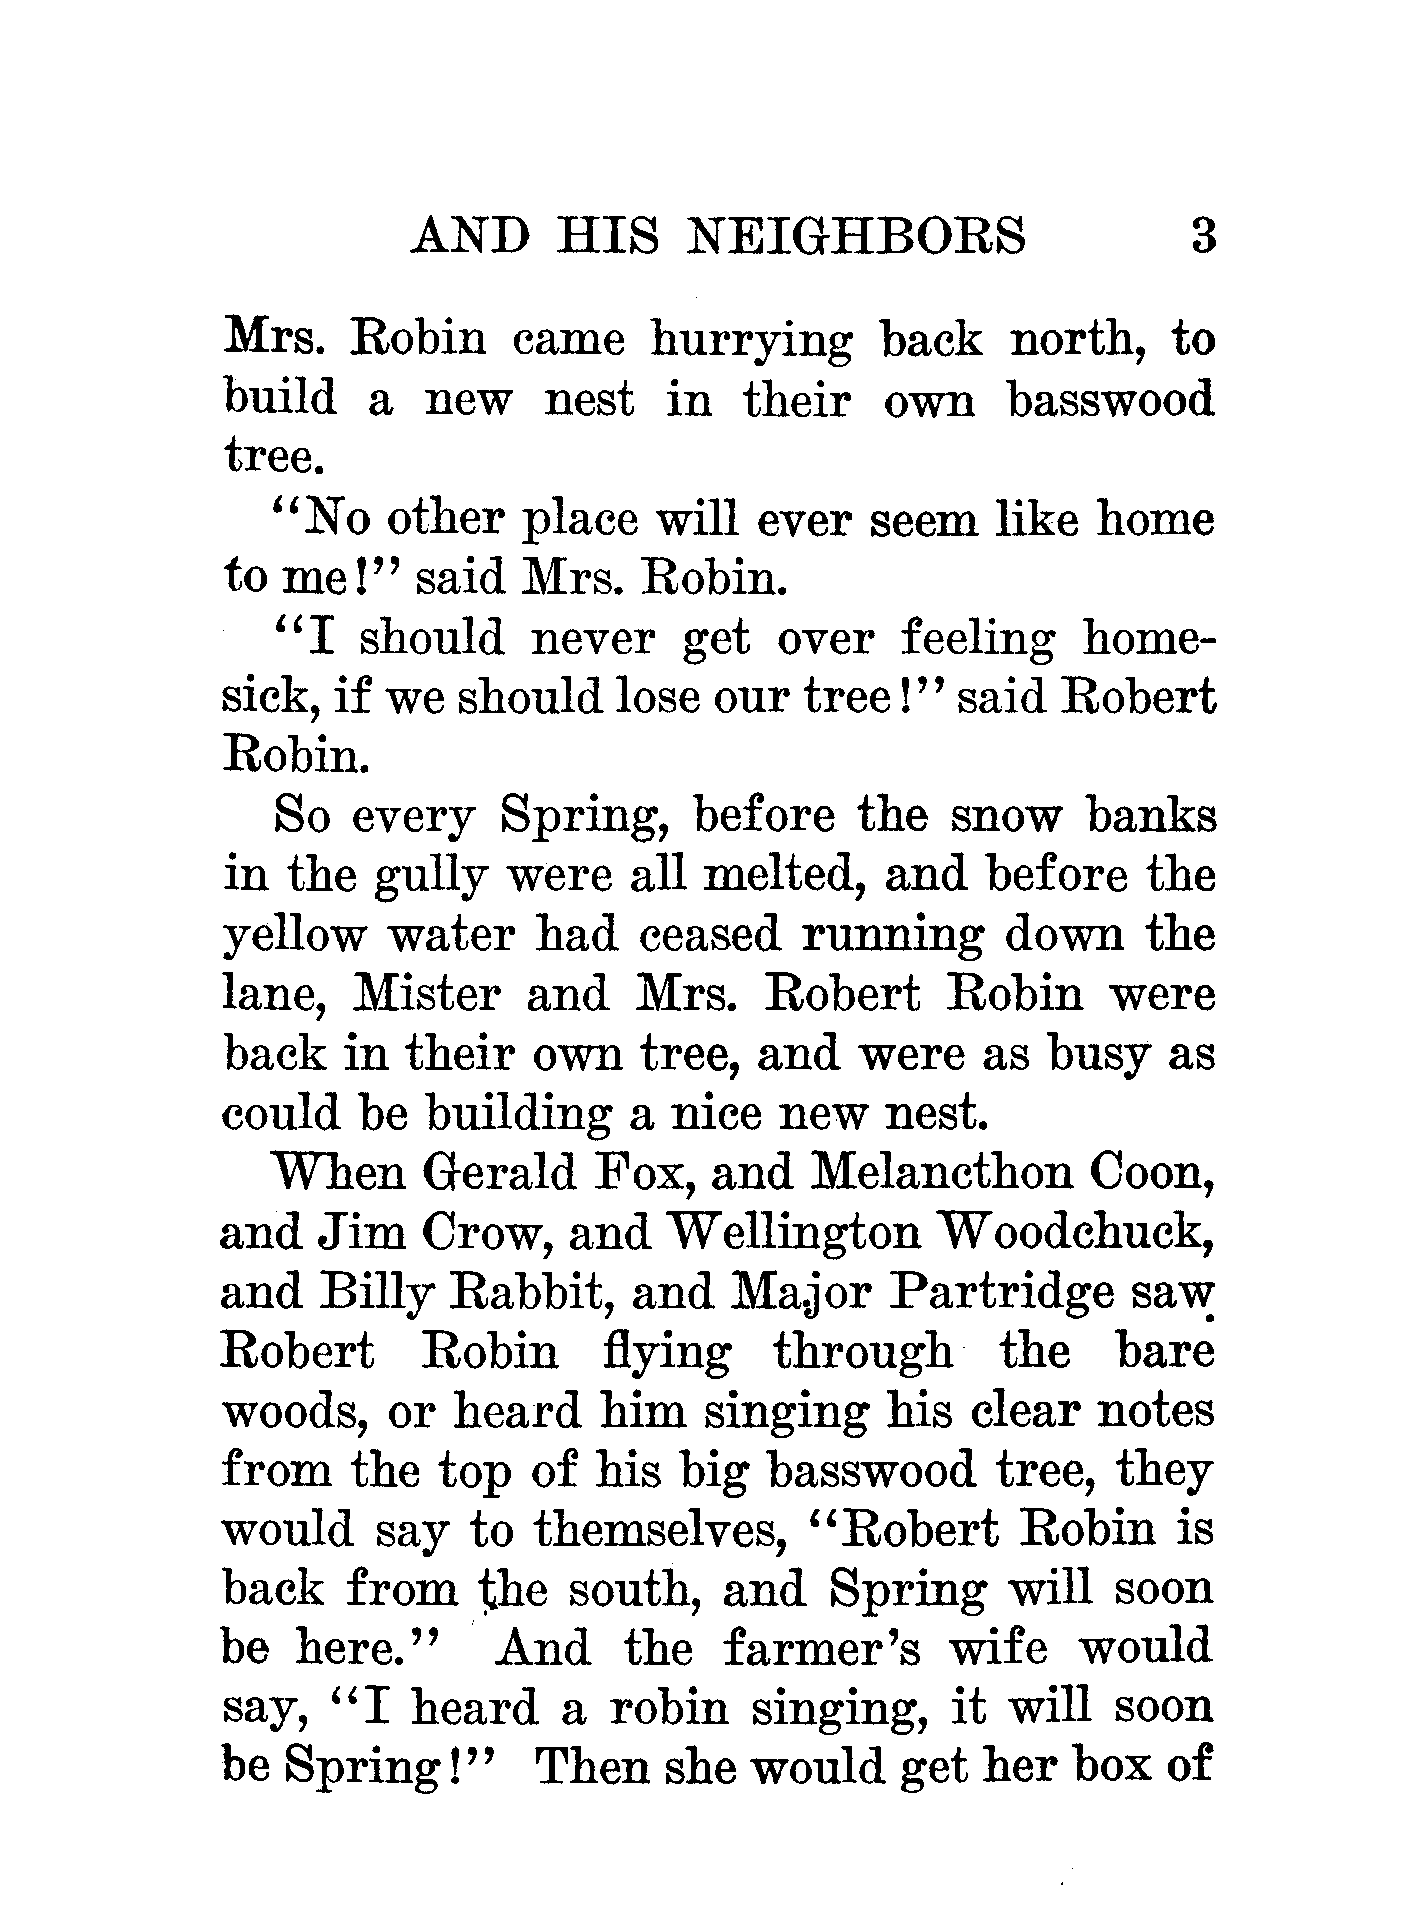 AND HIS NEIGHBORS 3
Mrs. Robin came hurrying back north, to
build a new nest in their own basswood
tree.
"No other place will ever seem like home
to me!" said Mrs. Robin.
"I should never get over feeling home-
sick, if we should lose our tree!" said Robert
Robin.
So every Spring, before the snow banks
in the gully were all melted, and before the
yellow water had ceased running down the
lane, Mister and Mrs. Robert Robin were
back in their own tree, and were as busy as
could be building a nice new nest.
When Gerald Fox, and Melancthon Coon,
and Jim Crow, and Wellington Woodchuck,
and Billy Rabbit, and Major Partridge saw
Robert Robin flying through the bare
woods, or heard him singing his clear notes
from the top of his big basswood tree, they
would say to themselves, "Robert Robin is
back from the south, and Spring will soon
be here." And the farmer's wife would
say, "I heard a robin singing, it will soon
be Spring!" Then she would get her box of